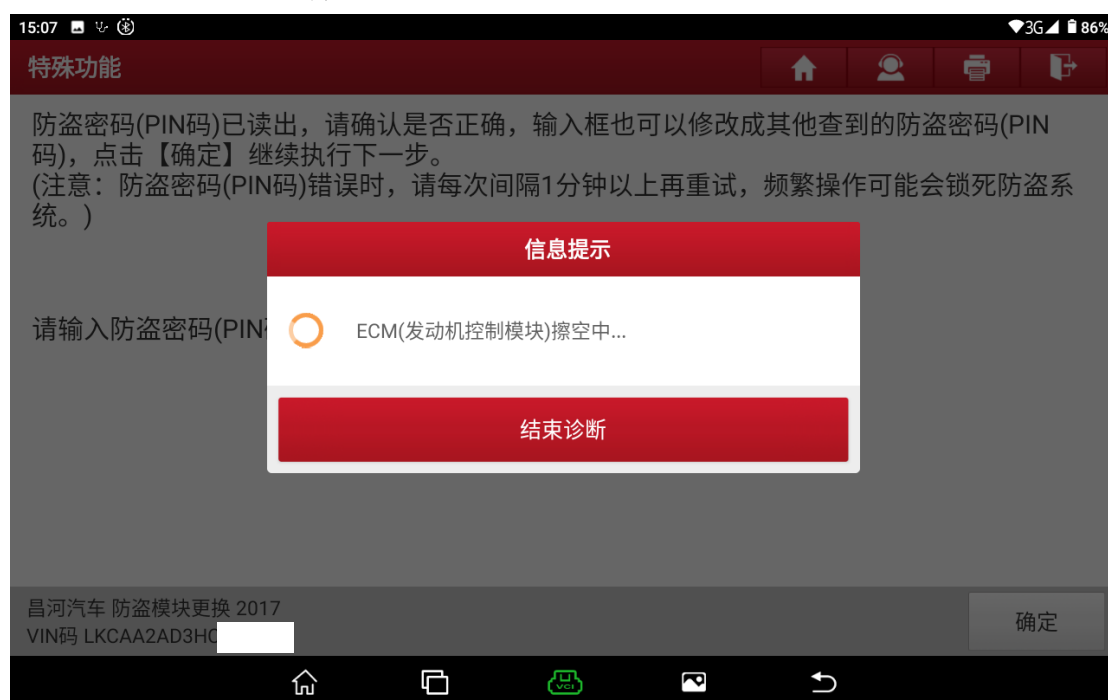 15:07
3G
86%
特殊功能
防盗密码(PIN码)已读出，请确认是否正确，输入框也可以修改成其他查到的防盗密码(PIN
码)，点击【确定】继续执行下一步。
(注意：防盗密码(PIN码)错误时，请每次间隔1分钟以上再重试，频繁操作可能会锁死防盗系
统。)
信息提示
请输入防盗密码(PIN
ECM(发动机控制模块)擦空中...
结束诊断
昌河汽车 防盗模块更换 2017
VIN码 LKCAA2AD3HC
确定
VCI